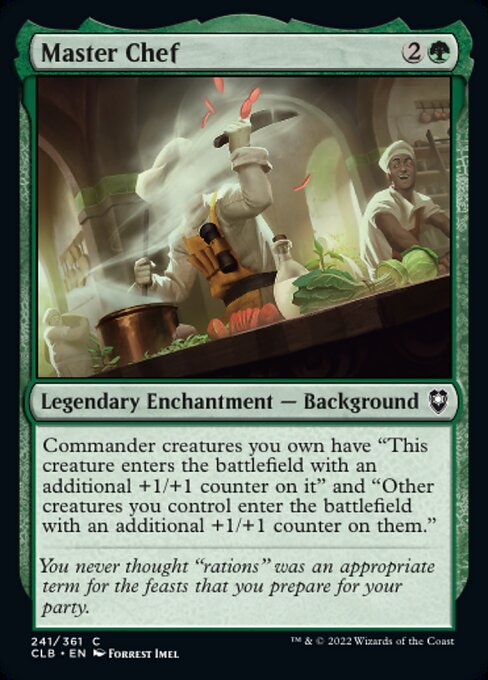 Master Chef 2
Legendary Enchantment — Background
Commander creatures you own have “This
creature enters the battlefield with an
additional +1/+1 counter on it” and “Other
creatures you control enter the battlefield
with an additional +1/+1 counter on them.”
You never thought “rations” was an appropriate
term for the feasts that you prepare for your
party.
241/361 C
CLB • EN Forrest Imel
™ & © 2022 Wizards of the Coast